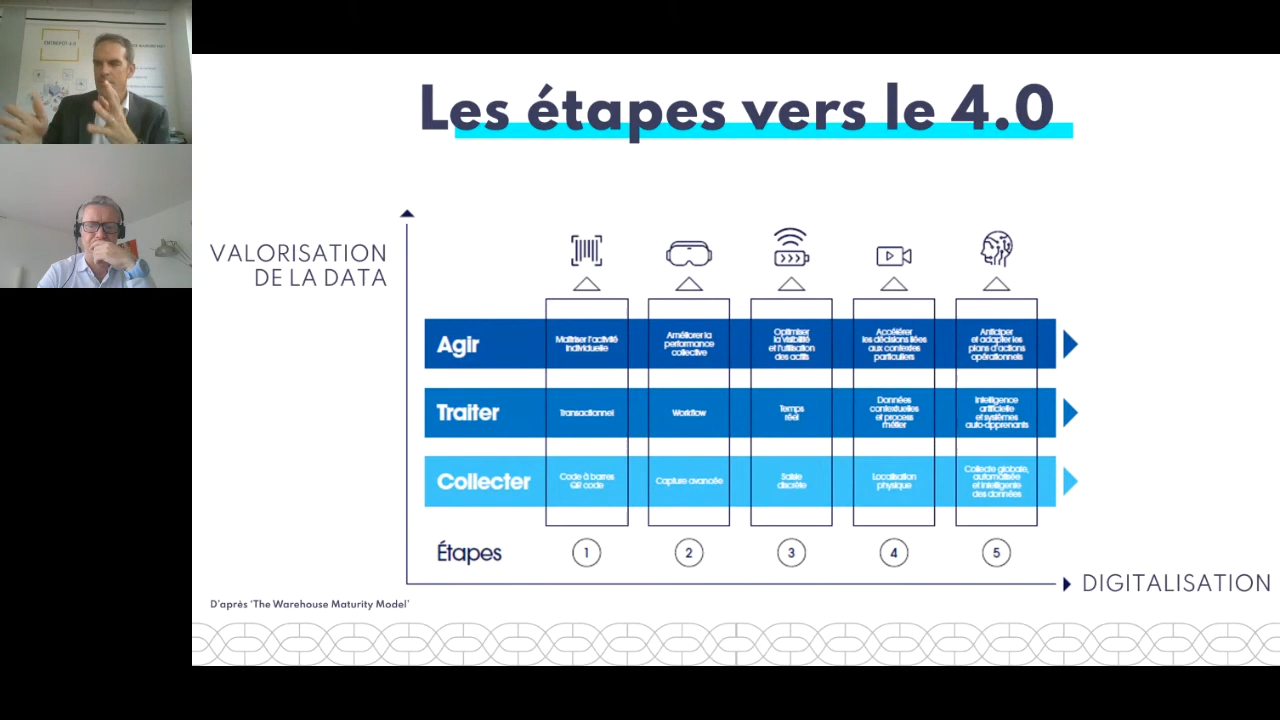 ENTREPÔT 4.0
Les étapes vers le 4.0
VALORISATION
DE LA DATA
Agir
Maîtriser l'activité
individuelle
Améliorer la
performance
collective
Optimiser
la visibilité
et l'utilisation
des actifs
Accélérer
les décisions liées
aux contextes
particuliers
Anticiper
et adapter les
plans d'actions
opérationnels
Traiter
Transactionnel
Workflow
Temps
réel
Données
contextuelles
et process
métier
Intelligence
artificielle
et systèmes
auto-apprenants
Collecter
Code à barres
QR code
Capture avancée
Saisie
discrète
Localisation
physique
Collecte globale,
automatisée
et intelligente
des données
Étapes
1
2
3
4
5
DIGITALISATION
D'après 'The Warehouse Maturity Model'